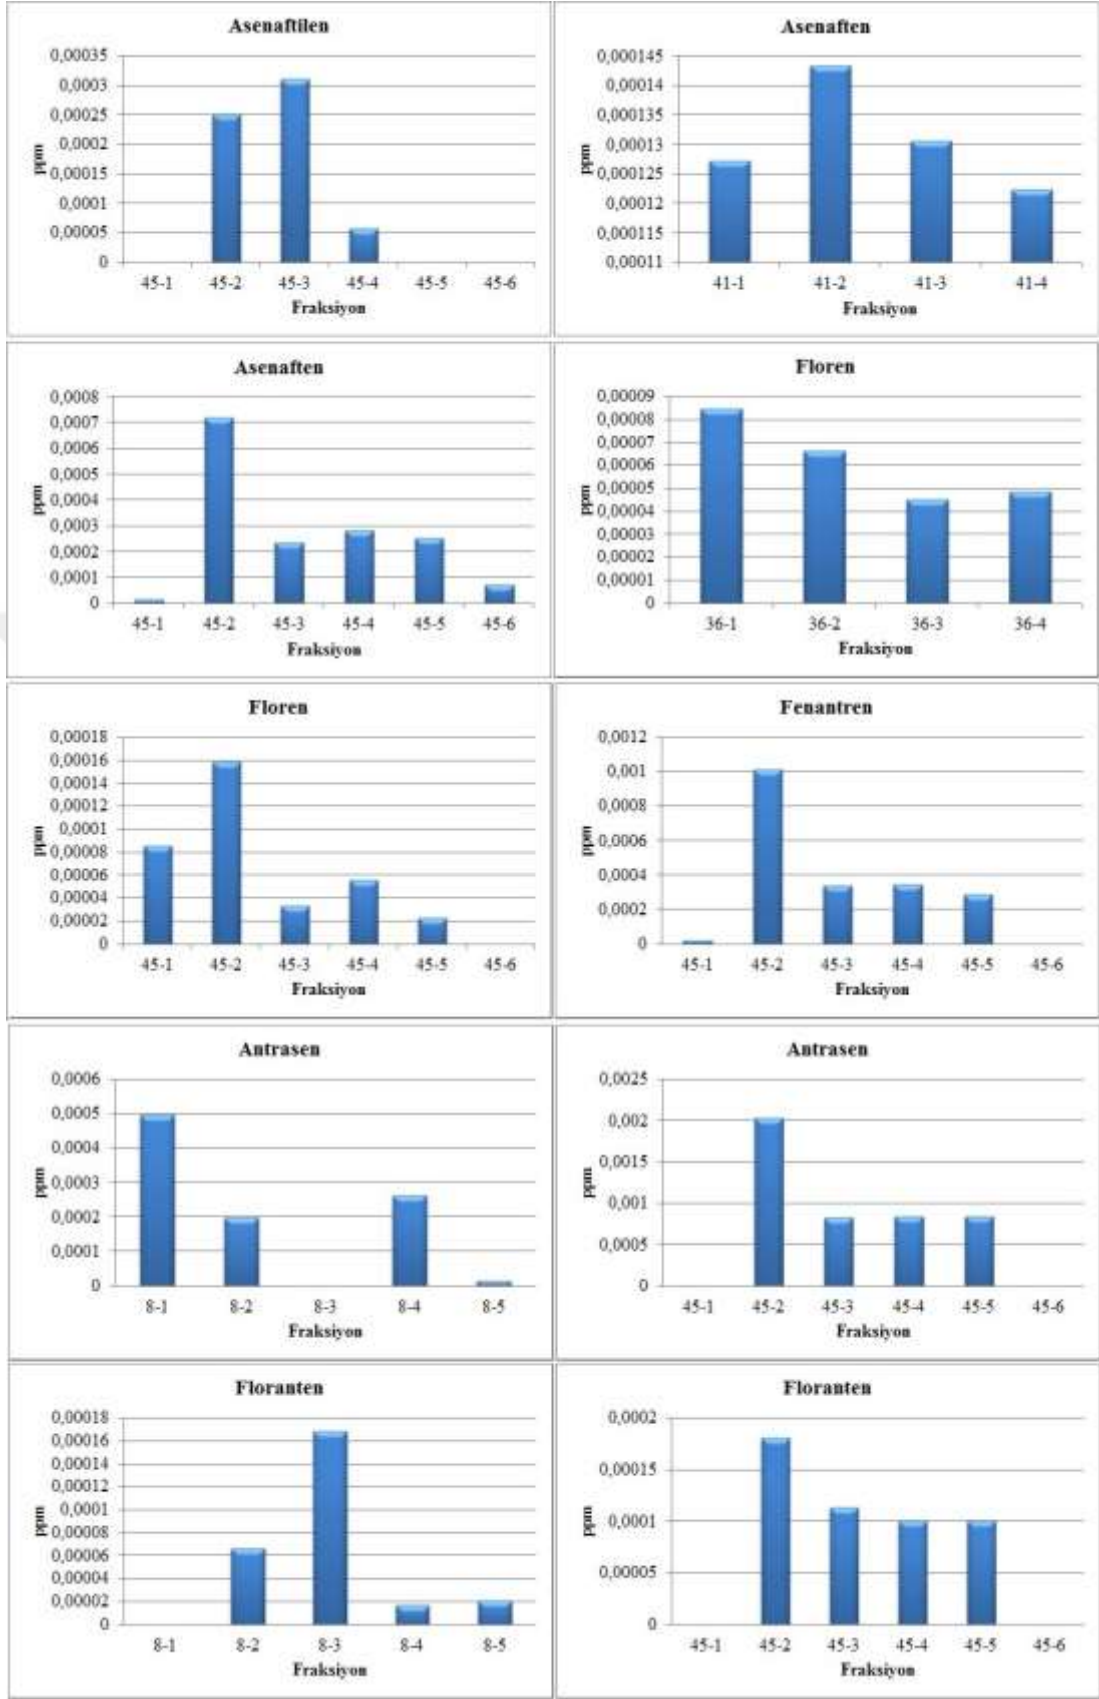 Asenaftilen
0,00035
0,0003
0,00025
0,0002
0,00015
0,0001
0,00005
0
ppm
45-1 45-2 45-3 45-4 45-5 45-6
Fraksiyon
Asenaften
0,000145
0,00014
0,000135
0,00013
0,000125
0,00012
0,000115
0,00011
ppm
41-1 41-2 41-3 41-4
Fraksiyon
Asenaften
0,0008
0,0007
0,0006
0,0005
0,0004
0,0003
0,0002
0,0001
0
ppm
45-1 45-2 45-3 45-4 45-5 45-6
Fraksiyon
Floren
0,00009
0,00008
0,00007
0,00006
0,00005
0,00004
0,00003
0,00002
0,00001
0
ppm
36-1 36-2 36-3 36-4
Fraksiyon
Floren
0,00018
0,00016
0,00014
0,00012
0,0001
0,00008
0,00006
0,00004
0,00002
0
ppm
45-1 45-2 45-3 45-4 45-5 45-6
Fraksiyon
Fenantren
0,0012
0,001
0,0008
0,0006
0,0004
0,0002
0
ppm
45-1 45-2 45-3 45-4 45-5 45-6
Fraksiyon
Antrasen
0,0006
0,0005
0,0004
0,0003
0,0002
0,0001
0
ppm
8-1 8-2 8-3 8-4 8-5
Fraksiyon
Antrasen
0,0025
0,002
0,0015
0,001
0,0005
0
ppm
45-1 45-2 45-3 45-4 45-5 45-6
Fraksiyon
Floranten
0,00018
0,00016
0,00014
0,00012
0,0001
0,00008
0,00006
0,00004
0,00002
0
ppm
8-1 8-2 8-3 8-4 8-5
Fraksiyon
Floranten
0,0002
0,00015
0,0001
0,00005
0
ppm
45-1 45-2 45-3 45-4 45-5 45-6
Fraksiyon